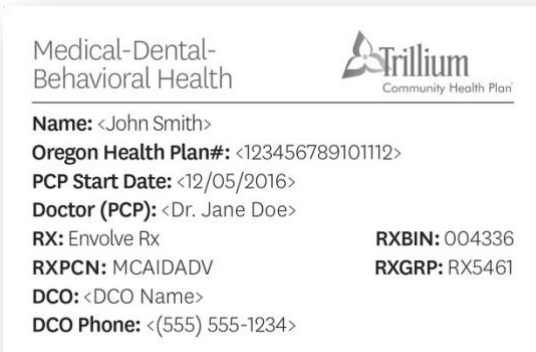 Medical-Dental-
Behavioral Health
Trillium
Community Health Plan
Name: <John Smith>
Oregon Health Plan#: <123456789101112>
PCP Start Date: <12/05/2016>
Doctor (PCP): <Dr. Jane Doe>
RX: Envolve Rx RXBIN: 004336
RXPCN: MCAIDADV RXGRP: RX5461
DCO: <DCO Name>
DCO Phone: <(555) 555-1234>